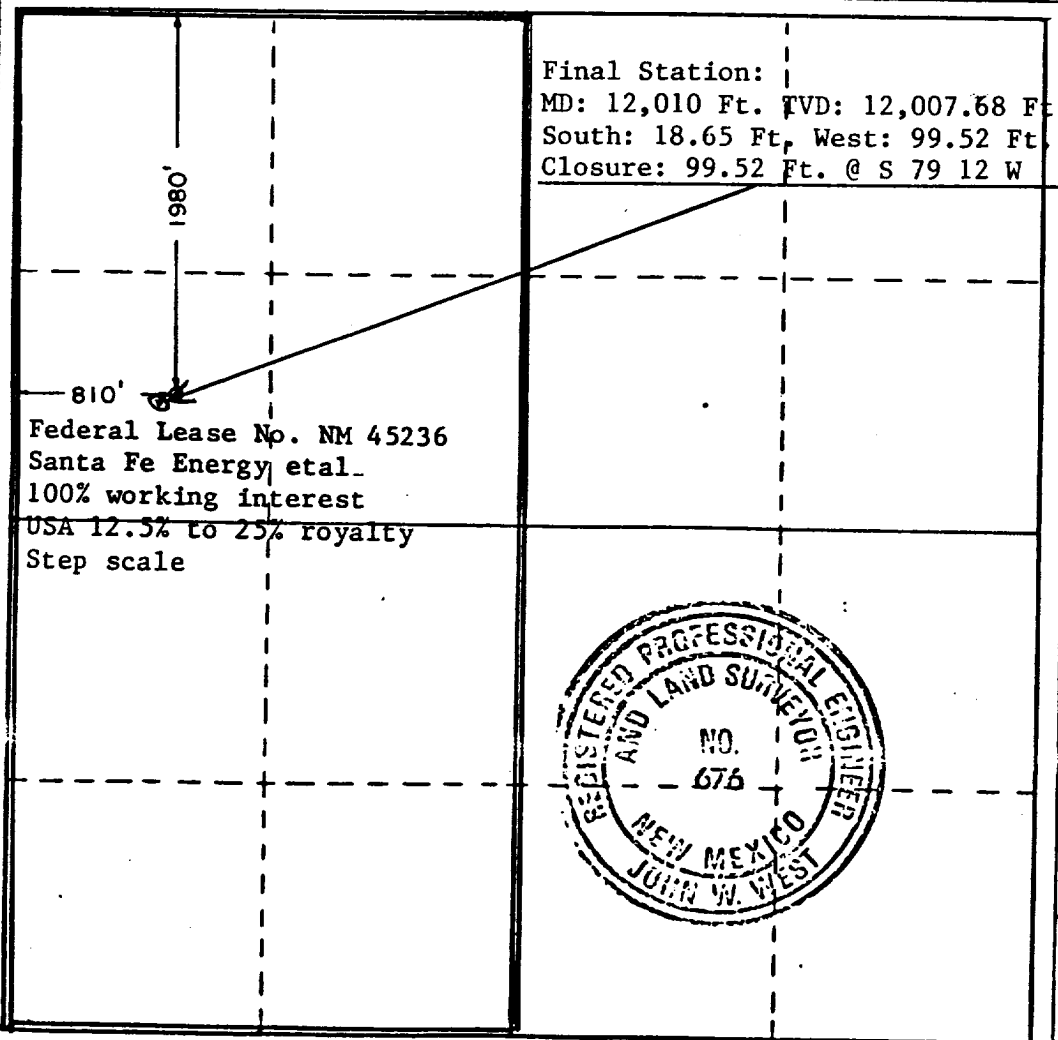 1980'
Final Station:
MD: 12,010 Ft. TVD: 12,007.68 Ft
South: 18.65 Ft, West: 99.52 Ft.
Closure: 99.52 Ft. @ S 79 12 W
810'
Federal Lease No. NM 45236
Santa Fe Energy etal
100% working interest
USA 12.5% to 25% royalty
Step scale
REGISTERED PROFESSIONAL ENGINEER
AND LAND SURVEYOR
NO.
676
NEW MEXICO
JOHN W. WEST